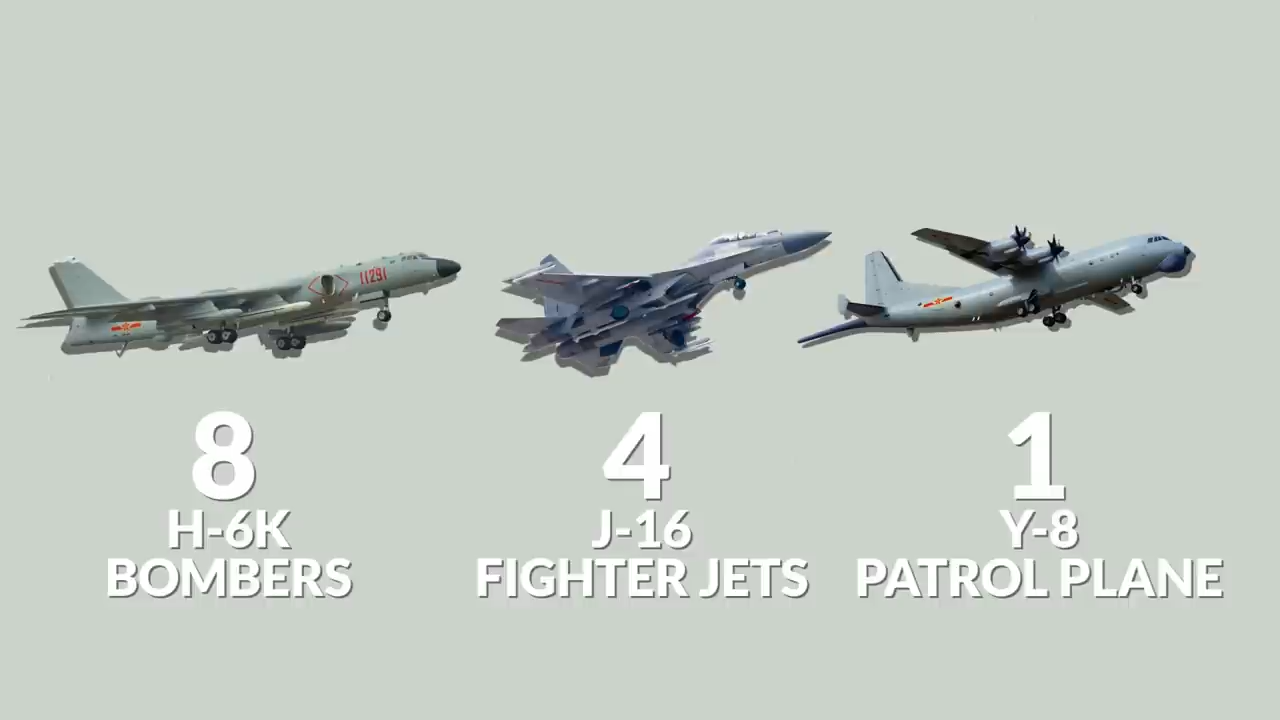 11291
8
H-6K
BOMBERS
4
J-16
FIGHTER JETS
1
Y-8
PATROL PLANE